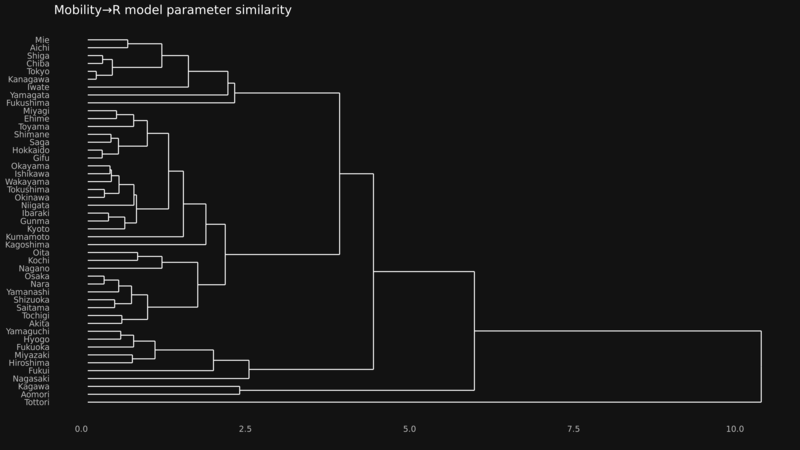 Mobility→R model parameter similarity
Mie
Aichi
Shiga
Chiba
Tokyo
Kanagawa
Iwate
Yamagata
Fukushima
Miyagi
Ehime
Toyama
Shimane
Saga
Hokkaido
Gifu
Okayama
Ishikawa
Wakayama
Tokushima
Okinawa
Niigata
Ibaraki
Gunma
Kyoto
Kumamoto
Kagoshima
Oita
Kochi
Nagano
Osaka
Nara
Yamanashi
Shizuoka
Saitama
Tochigi
Akita
Yamaguchi
Hyogo
Fukuoka
Miyazaki
Hiroshima
Fukui
Nagasaki
Kagawa
Aomori
Tottori
0.0 2.5 5.0 7.5 10.0